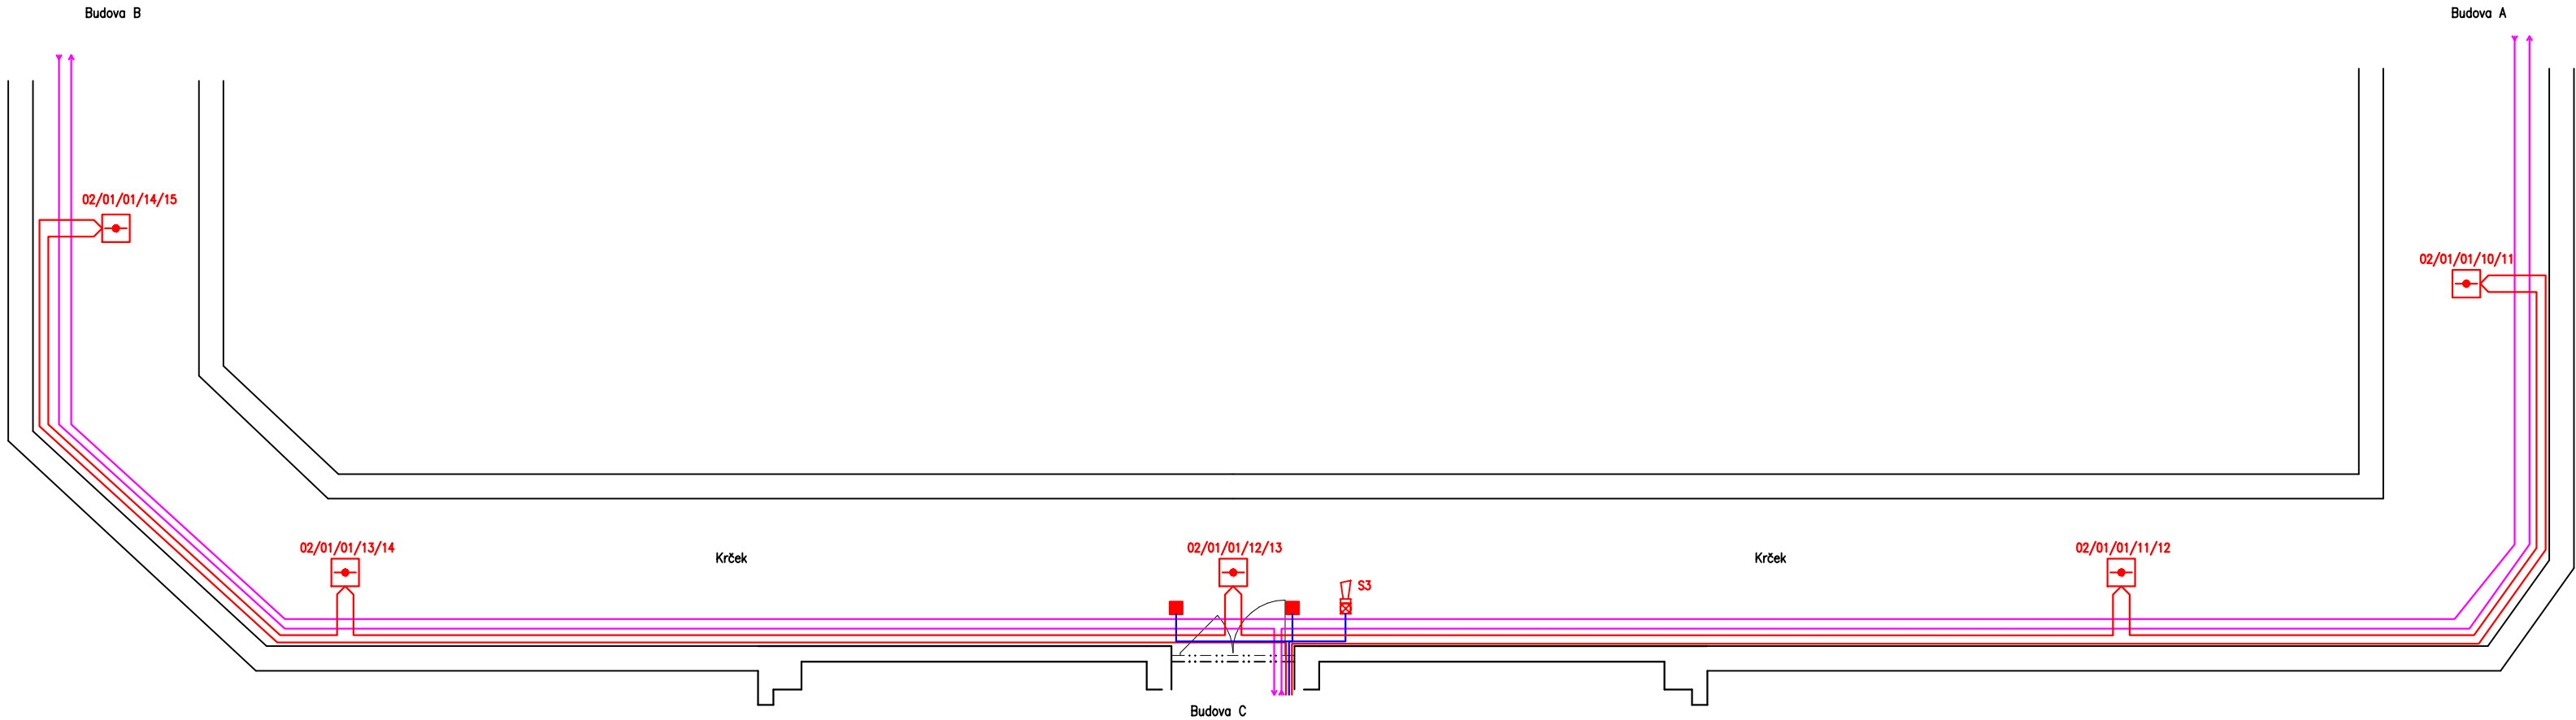 Budova B
Budova A
02/01/01/14/15
02/01/01/10/11
02/01/01/13/14
Krček
02/01/01/12/13
Krček
02/01/01/11/12
S3
Budova C